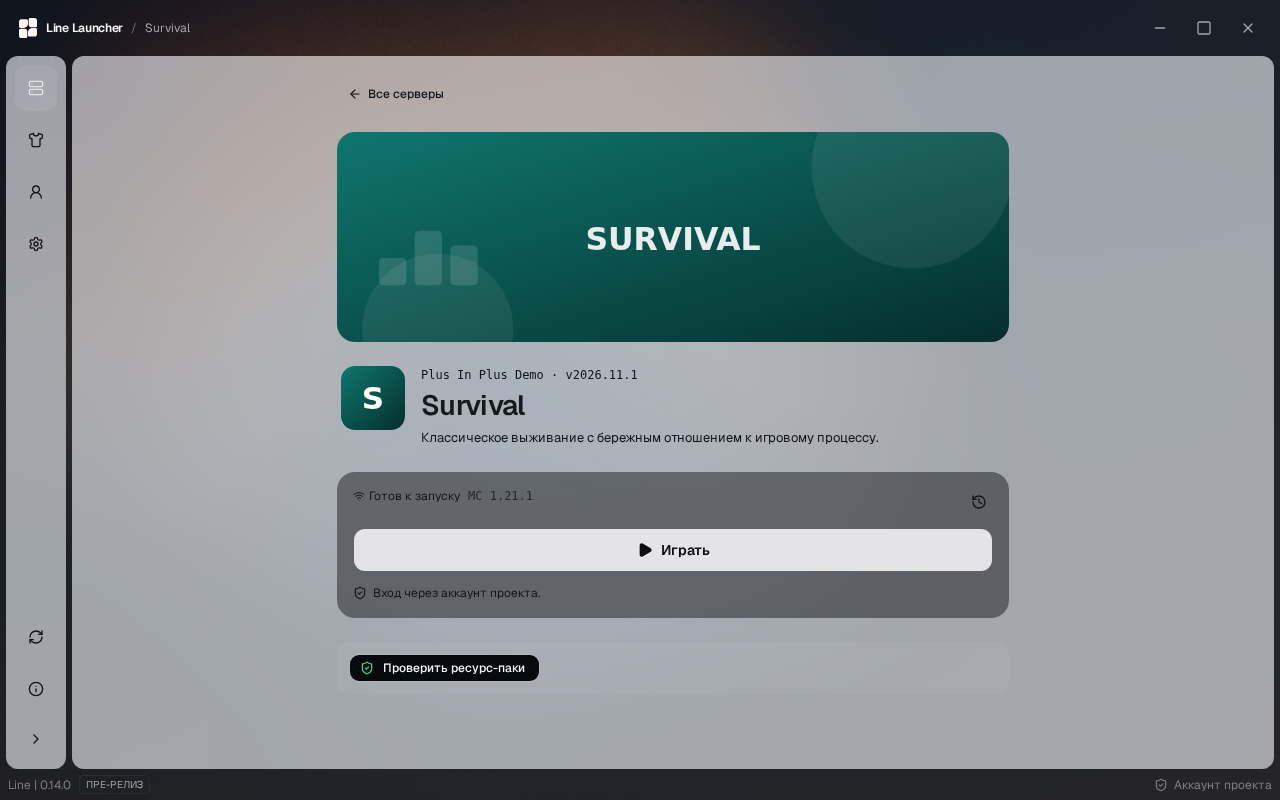 Line Launcher / Survival
Все серверы
SURVIVAL
S
Plus In Plus Demo · v2026.11.1
Survival
Классическое выживание с бережным отношением к игровому процессу.
Готов к запуску MC 1.21.1
Играть
Вход через аккаунт проекта.
Проверить ресурс-паки
Line | 0.14.0 ПРЕ-РЕЛИЗ
Аккаунт проекта